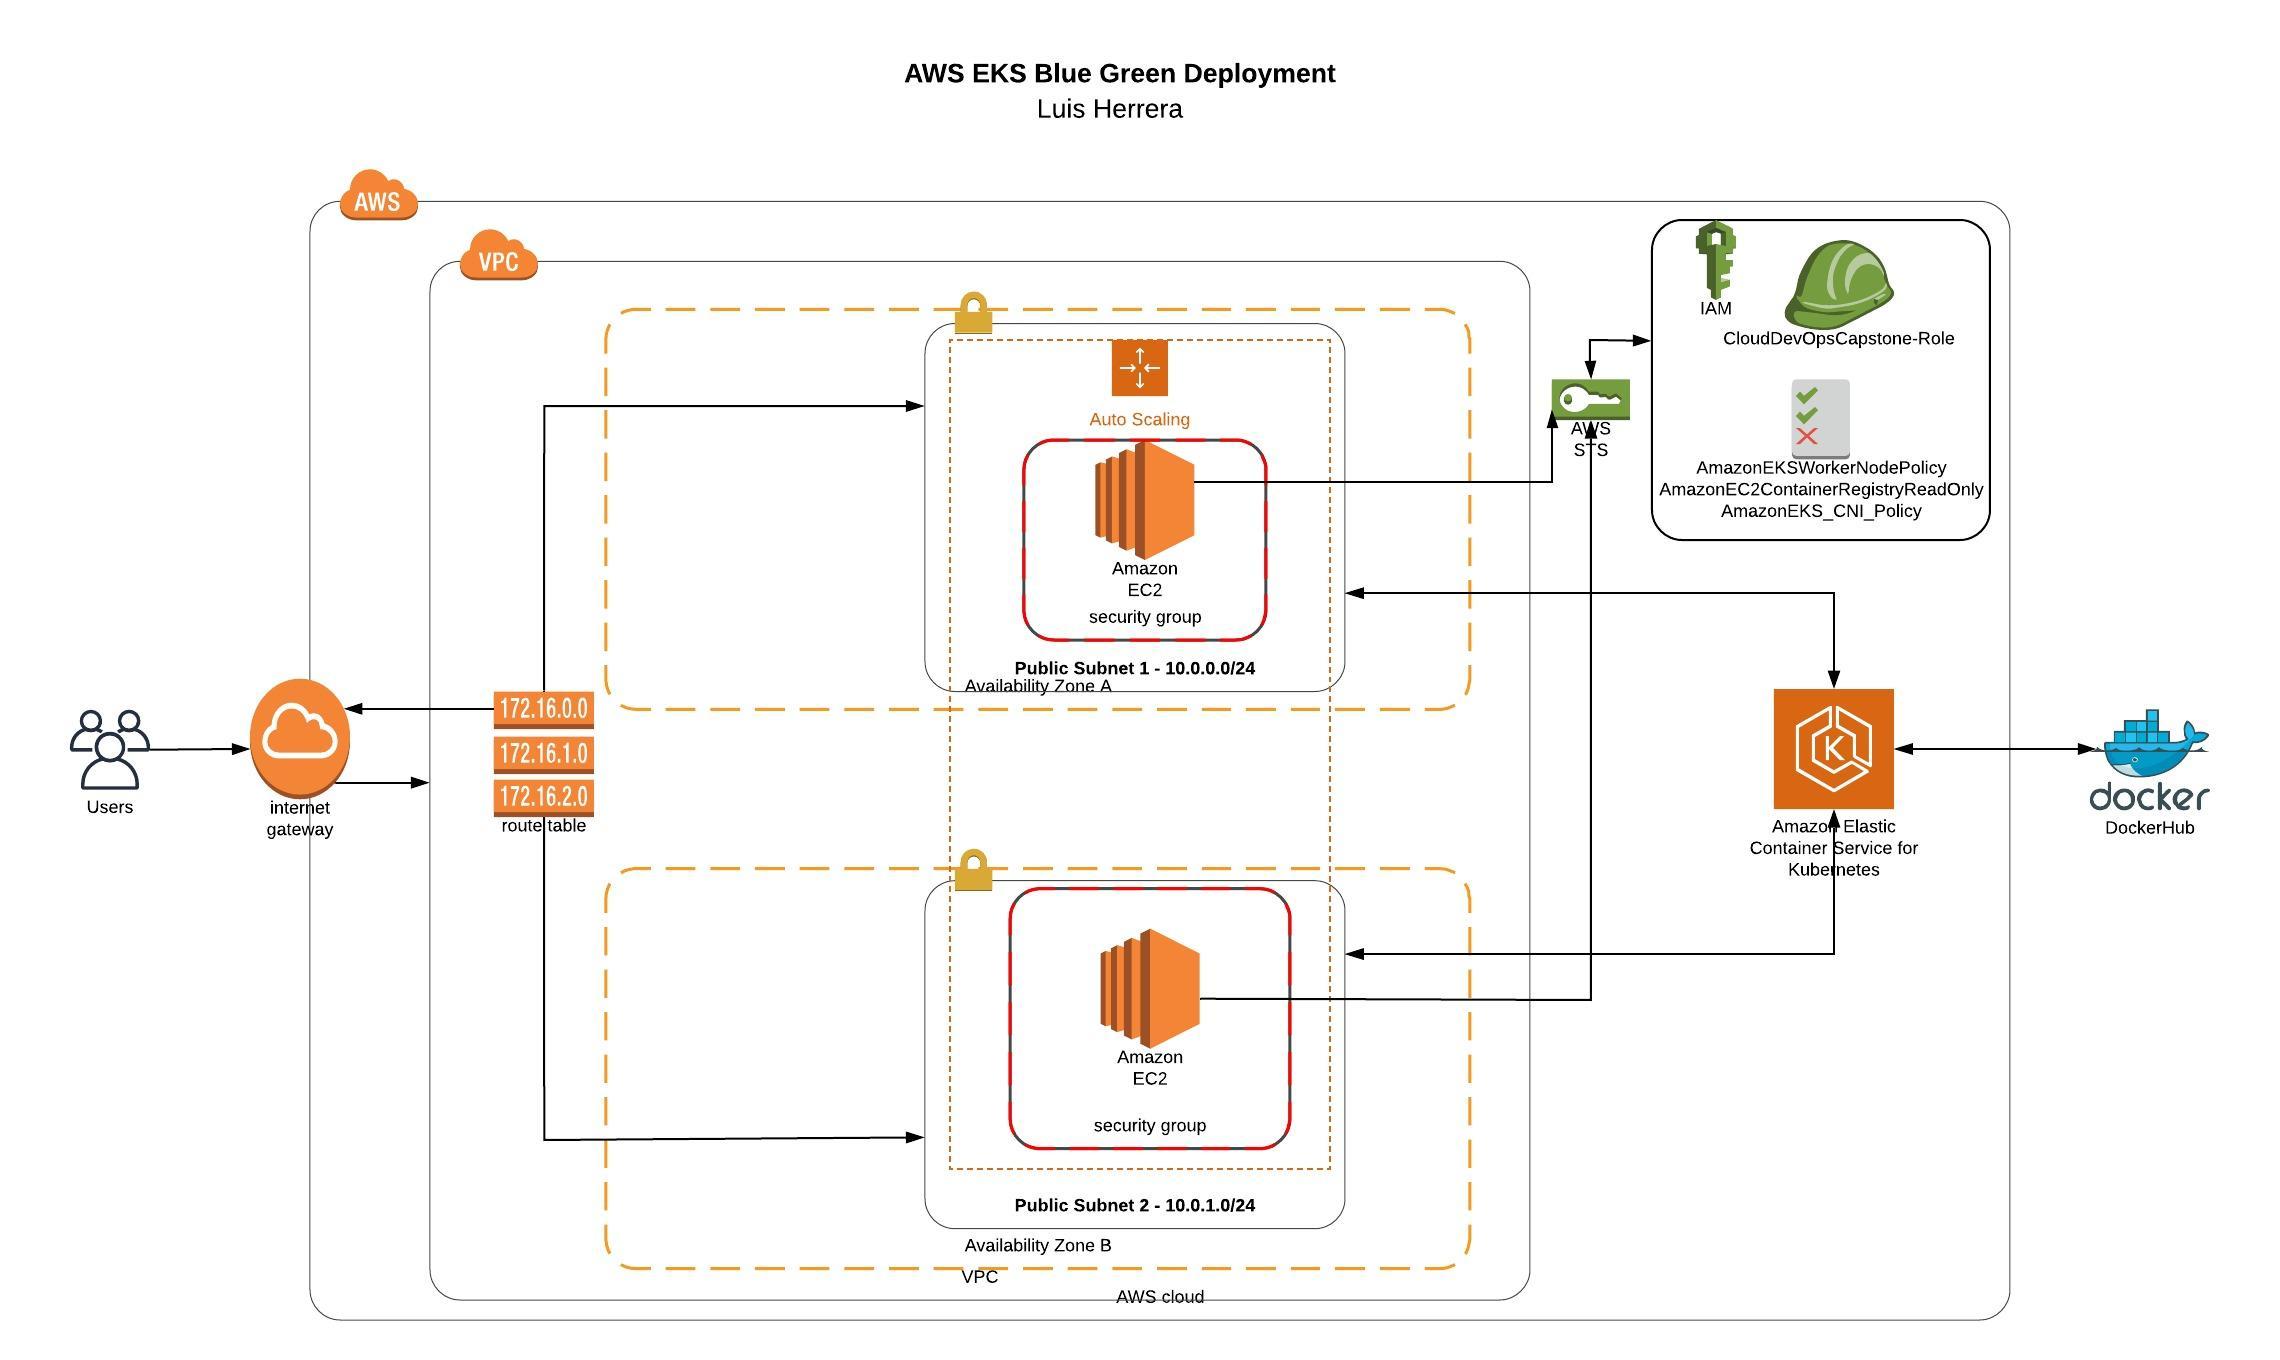 AWS EKS Blue Green Deployment
Luis Herrera
AWS
VPC
IAM
CloudDevOpsCapstone-Role
AWS
STS
AmazonEKSWorkerNodePolicy
AmazonEC2ContainerRegistryReadOnly
AmazonEKS_CNI_Policy
Auto Scaling
Amazon
EC2
security group
Public Subnet 1 - 10.0.0.0/24
Availability Zone A
172.16.0.0
172.16.1.0
172.16.2.0
route table
Users
internet
gateway
K
Amazon Elastic
Container Service for
Kubernetes
docker
DockerHub
Amazon
EC2
security group
Public Subnet 2 - 10.0.1.0/24
Availability Zone B
VPC
AWS cloud